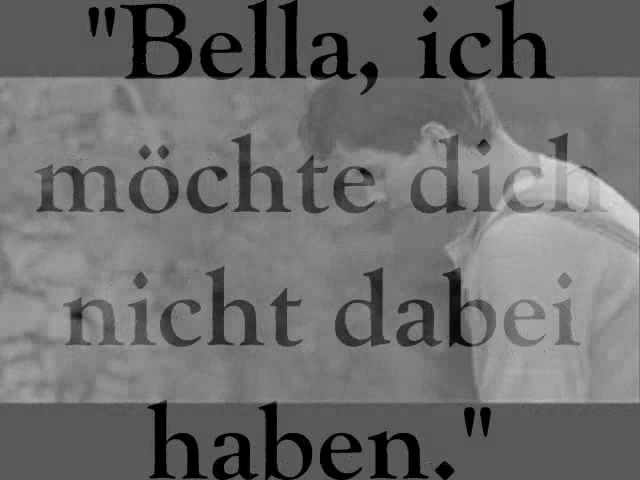 "Bella, ich
möchte dich
nicht dabei
haben."